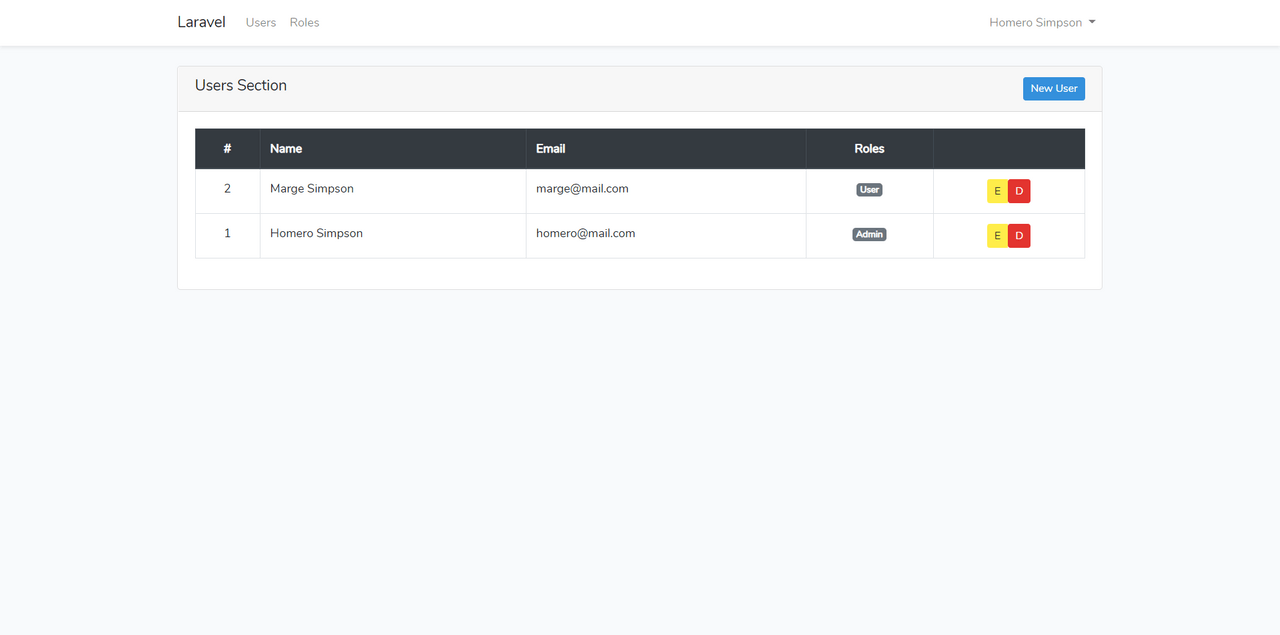 Laravel Users Roles Homero Simpson
Users Section New User
# Name Email Roles
2 Marge Simpson marge@mail.com User E D
1 Homero Simpson homero@mail.com Admin E D